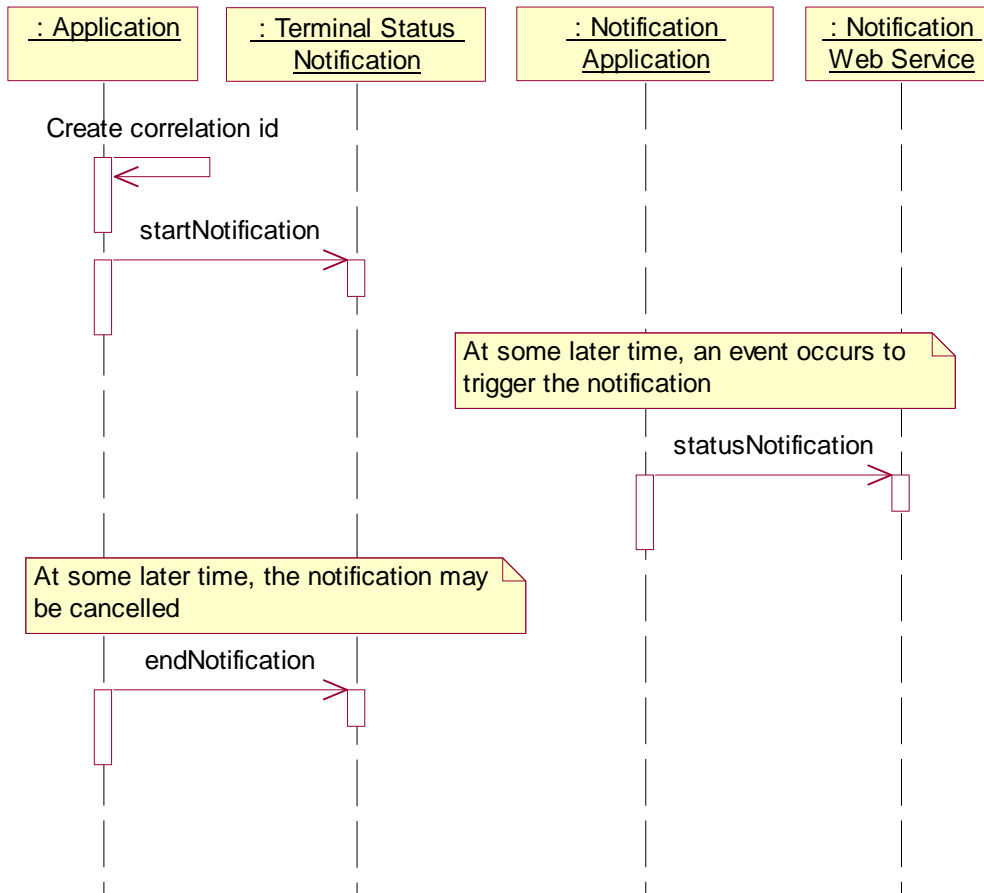 : Application
: Terminal Status
Notification
: Notification
Application
: Notification
Web Service
Create correlation id
startNotification
At some later time, an event occurs to
trigger the notification
statusNotification
At some later time, the notification may
be cancelled
endNotification